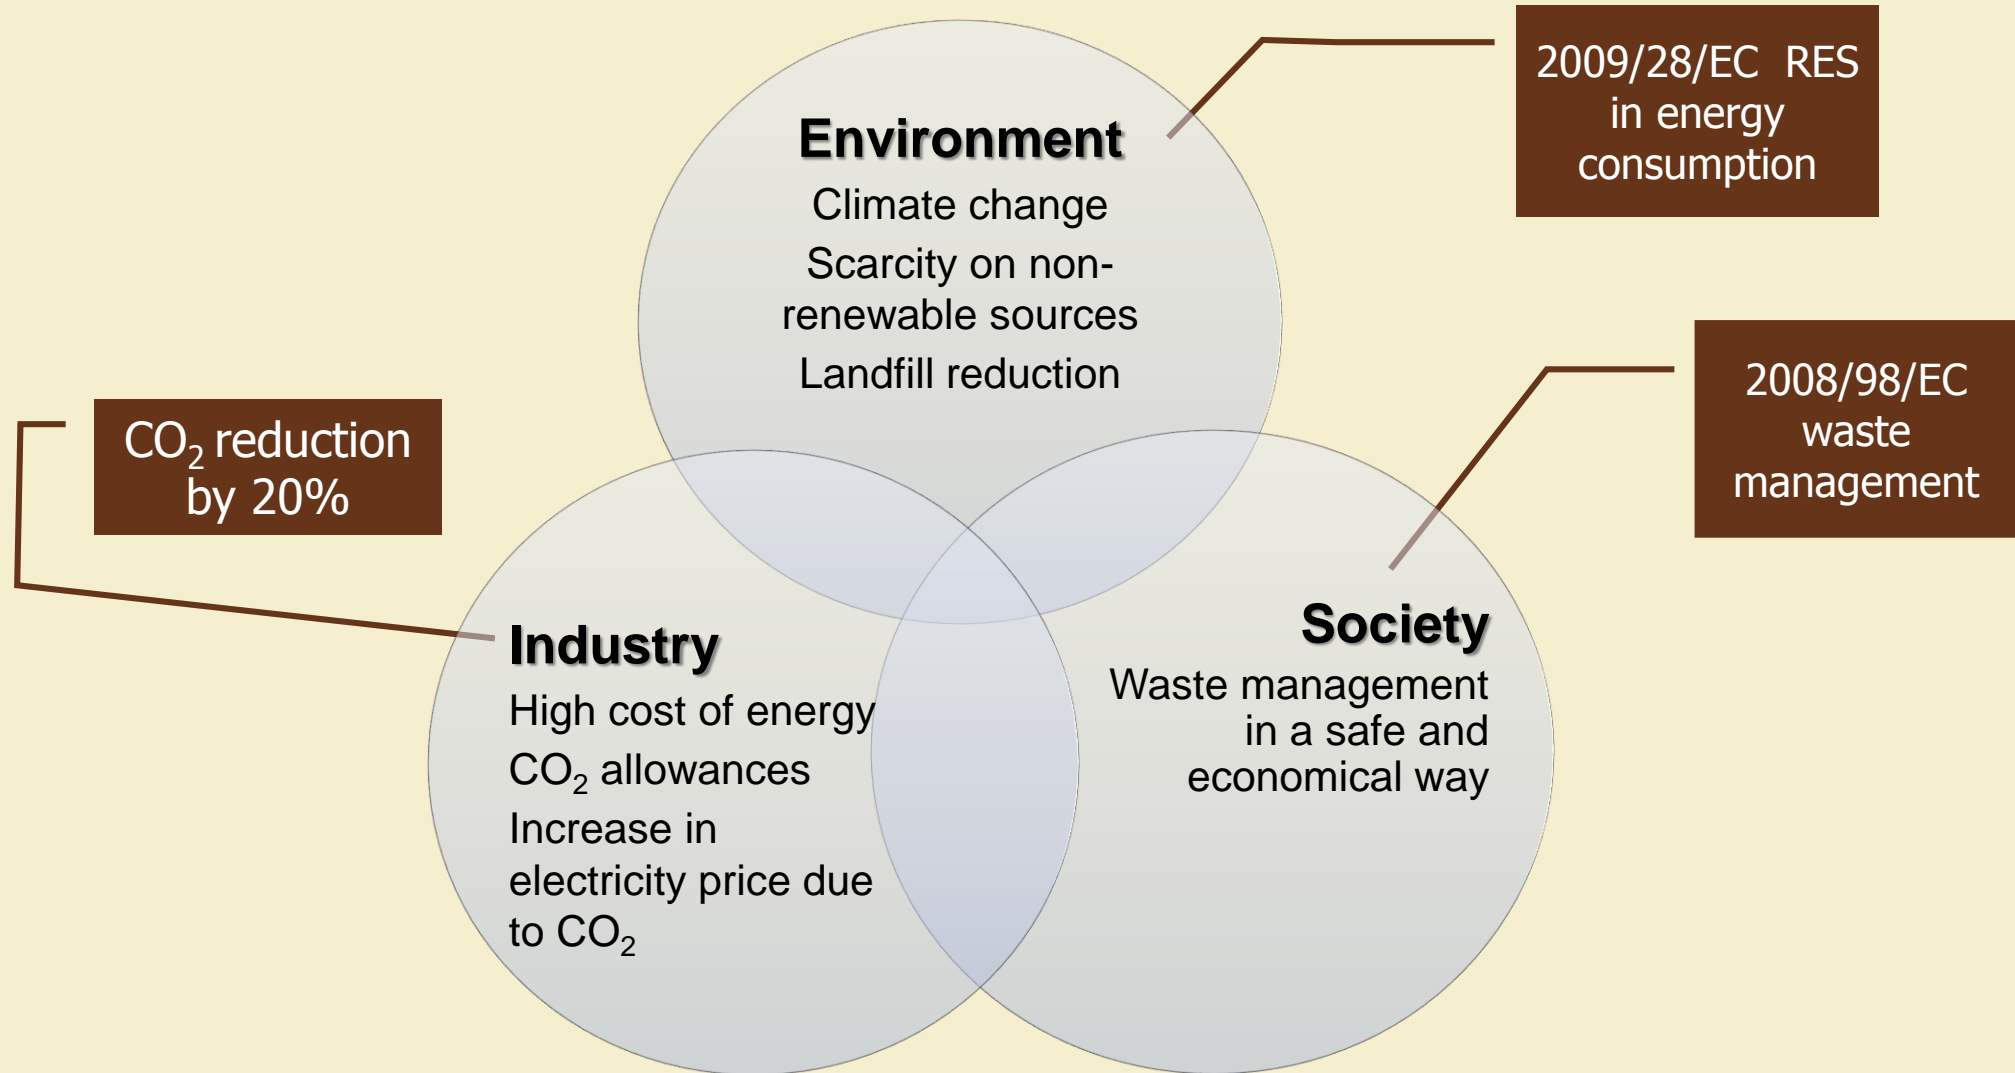 2009/28/EC RES
in energy
consumption
Environment
Climate change
Scarcity on non-
renewable sources
Landfill reduction
2008/98/EC
waste
management
CO₂ reduction
by 20%
Industry
High cost of energy
CO₂ allowances
Increase in
electricity price due
to CO₂
Society
Waste management
in a safe and
economical way